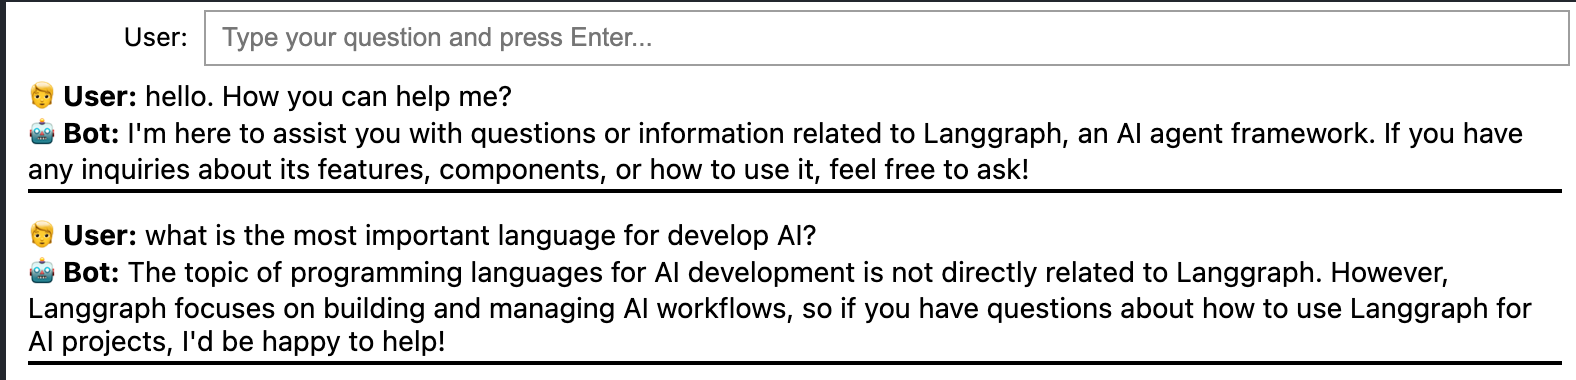 User: Type your question and press Enter...
👱 User: hello. How you can help me?
🤖 Bot: I'm here to assist you with questions or information related to Langgraph, an AI agent framework. If you have
any inquiries about its features, components, or how to use it, feel free to ask!
👱 User: what is the most important language for develop AI?
🤖 Bot: The topic of programming languages for AI development is not directly related to Langgraph. However,
Langgraph focuses on building and managing AI workflows, so if you have questions about how to use Langgraph for
AI projects, I'd be happy to help!